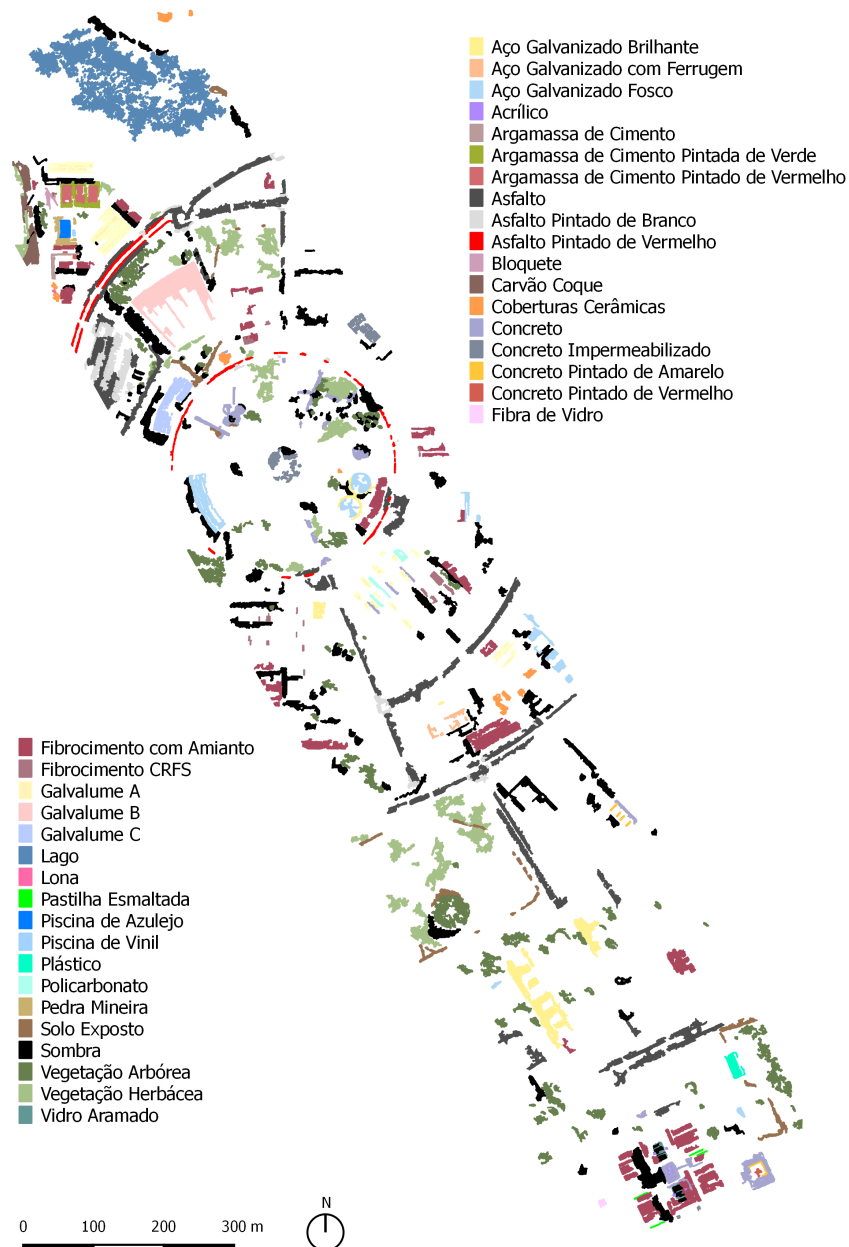 Aço Galvanizado Brilhante
Aço Galvanizado com Ferrugem
Aço Galvanizado Fosco
Acrílico
Argamassa de Cimento
Argamassa de Cimento Pintada de Verde
Argamassa de Cimento Pintada de Vermelho
Asfalto
Asfalto Pintado de Branco
Asfalto Pintado de Vermelho
Bloquete
Carvão Coque
Coberturas Cerâmicas
Concreto
Concreto Impermeabilizado
Concreto Pintado de Amarelo
Concreto Pintado de Vermelho
Fibra de Vidro
Fibrocimento com Amianto
Fibrocimento CRFS
Galvalume A
Galvalume B
Galvalume C
Lago
Lona
Pastilha Esmaltada
Piscina de Azulejo
Piscina de Vinil
Plástico
Policarbonato
Pedra Mineira
Solo Exposto
Sombra
Vegetação Arbórea
Vegetação Herbácea
Vidro Aramado
0 100 200 300 m
N